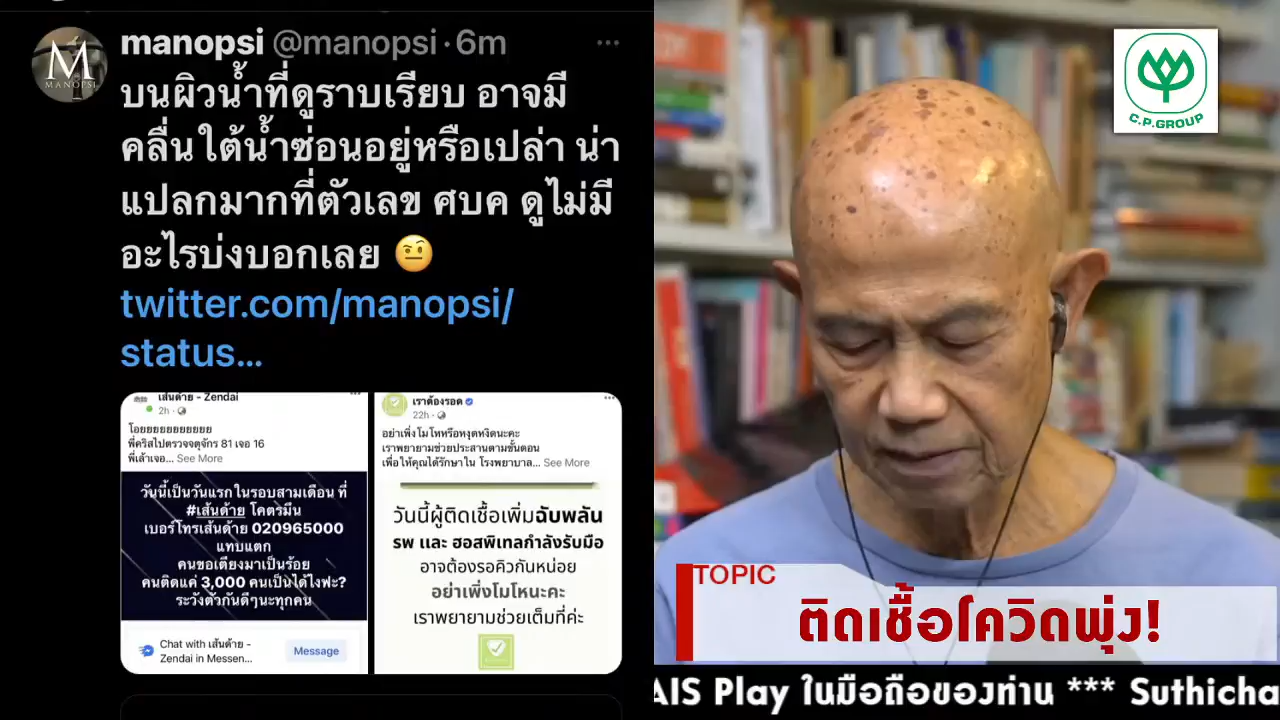 manopsi @manopsi · 6m
บนผิวน้ำที่ดูราบเรียบ อาจมี
คลื่นใต้น้ำซ่อนอยู่หรือเปล่า น่า
แปลกมากที่ตัวเลข ศบค ดูไม่มี
อะไรบ่งบอกเลย 🤨
twitter.com/manopsi/
status...
เส้นด้าย - Zendai
2h ·
โอยยยยยยยยยยย
พี่คริสไปตรวจจตุจักร 81 เจอ 16
พี่เล้าเจอ... See More
วันนี้เป็นวันแรกในรอบสามเดือน ที่
#เส้นด้าย โคตรมึน
เบอร์โทรเส้นด้าย 020965000
แทบแตก
คนขอเตียงมาเป็นร้อย
คนติดแค่ 3,000 คนเป็นได้ไงฟะ?
ระวังตัวกันดีๆนะทุกคน
Chat with เส้นด้าย -
Zendai in Messen...
Message
เราต้องรอด
22h ·
อย่าเพิ่งโมโหหรือหงุดหงิดนะคะ
เราพยายามช่วยประสานตามขั้นตอน
เพื่อให้คุณได้รักษาใน โรงพยาบาล... See More
วันนี้ผู้ติดเชื้อเพิ่มฉับพลัน
รพ และ ฮอสพิเทลกำลังรับมือ
อาจต้องรอคิวกันหน่อย
อย่าเพิ่งโมโหนะคะ
เราพยายามช่วยเต็มที่ค่ะ
M
MANOPSI
C.P.GROUP
TOPIC
ติดเชื้อโควิดพุ่ง!
AIS Play ในมือถือของท่าน *** Suthicha